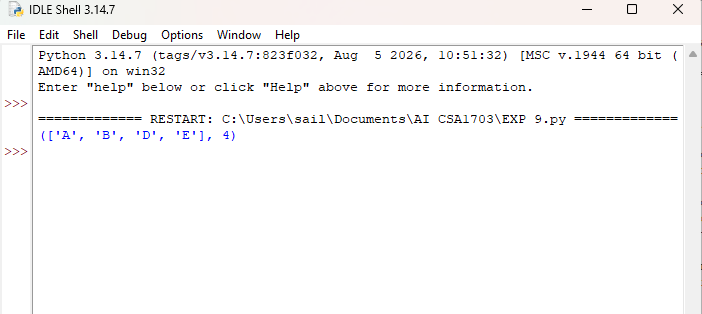 IDLE Shell 3.14.7
File Edit Shell Debug Options Window Help
Python 3.14.7 (tags/v3.14.7:823f032, Aug  5 2026, 10:51:32) [MSC v.1944 64 bit (
AMD64)] on win32
Enter "help" below or click "Help" above for more information.
>>>
============= RESTART: C:\Users\sail\Documents\AI CSA1703\EXP 9.py =============
(['A', 'B', 'D', 'E'], 4)
>>>